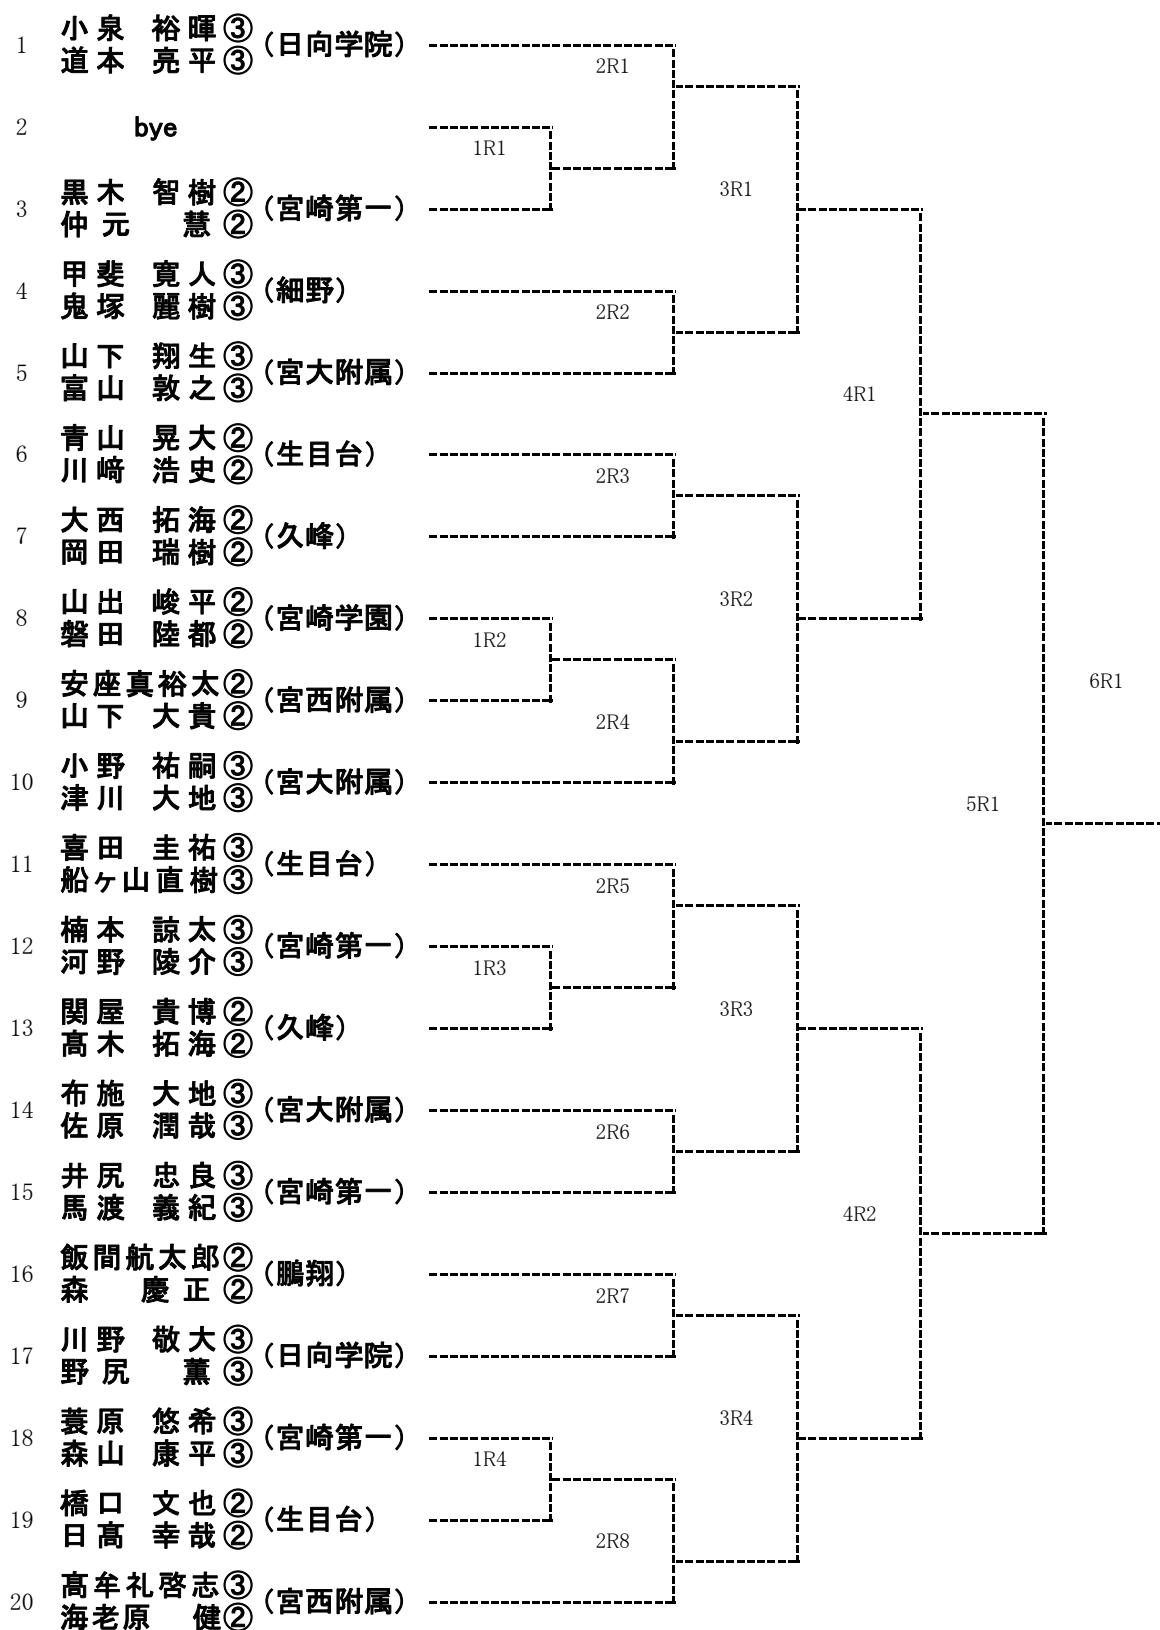 小泉 裕暉③
1 (日向学院)
道本 亮平③
2R1
2 bye
1R1
黒木 智樹②
3 (宮崎第一)
仲元 慧②
3R1
甲斐 寛人③
4 (細野)
鬼塚 麗樹③
2R2
山下 翔生③
5 (宮大附属)
富山 敦之③
4R1
青山 晃大②
6 (生目台)
川﨑 浩史②
2R3
大西 拓海②
7 (久峰)
岡田 瑞樹②
3R2
山出 峻平②
8 (宮崎学園)
磐田 陸都②
1R2
安座真裕太②
9 (宮西附属)
山下 大貴②
6R1
2R4
小野 祐嗣③
10 (宮大附属)
津川 大地③
5R1
喜田 圭祐③
11 (生目台)
船ヶ山直樹③
2R5
楠本 諒太③
12 (宮崎第一)
河野 陵介③
1R3
関屋 貴博②
13 (久峰)
髙木 拓海②
3R3
布施 大地③
14 (宮大附属)
佐原 潤哉③
2R6
井尻 忠良③
15 (宮崎第一)
馬渡 義紀③
4R2
飯間航太郎②
16 (鵬翔)
森 慶正②
2R7
川野 敬大③
17 (日向学院)
野尻 薫③
3R4
蓑原 悠希③
18 (宮崎第一)
森山 康平③
1R4
橋口 文也②
19 (生目台)
日髙 幸哉②
2R8
髙牟礼啓志③
20 (宮西附属)
海老原 健②